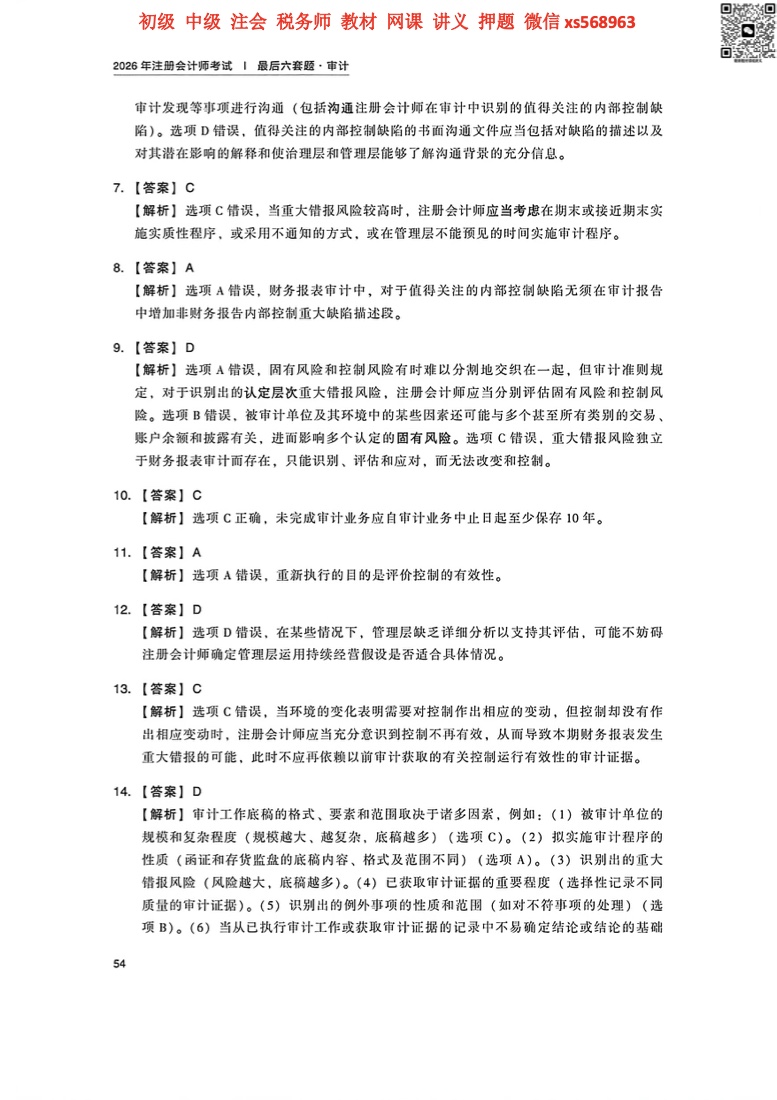 初级 中级 注会 税务师 教材 网课 讲义 押题 微信 xs568963
2026 年注册会计师考试 | 最后六套题·审计
审计发现等事项进行沟通（包括沟通注册会计师在审计中识别的值得关注的内部控制缺
陷）。选项 D 错误，值得关注的内部控制缺陷的书面沟通文件应当包括对缺陷的描述以及
对其潜在影响的解释和使治理层和管理层能够了解沟通背景的充分信息。
7. 【答案】C
【解析】选项 C 错误，当重大错报风险较高时，注册会计师应当考虑在期末或接近期末实
施实质性程序，或采用不通知的方式，或在管理层不能预见的时间实施审计程序。
8. 【答案】A
【解析】选项 A 错误，财务报表审计中，对于值得关注的内部控制缺陷无须在审计报告
中增加非财务报告内部控制重大缺陷描述段。
9. 【答案】D
【解析】选项 A 错误，固有风险和控制风险有时难以分割地交织在一起，但审计准则规
定，对于识别出的认定层次重大错报风险，注册会计师应当分别评估固有风险和控制风
险。选项 B 错误，被审计单位及其环境中的某些因素还可能与多个甚至所有类别的交易、
账户余额和披露有关，进而影响多个认定的固有风险。选项 C 错误，重大错报风险独立
于财务报表审计而存在，只能识别、评估和应对，而无法改变和控制。
10. 【答案】C
【解析】选项 C 正确，未完成审计业务应自审计业务中止日起至少保存 10 年。
11. 【答案】A
【解析】选项 A 错误，重新执行的目的是评价控制的有效性。
12. 【答案】D
【解析】选项 D 错误，在某些情况下，管理层缺乏详细分析以支持其评估，可能不妨碍
注册会计师确定管理层运用持续经营假设是否适合具体情况。
13. 【答案】C
【解析】选项 C 错误，当环境的变化表明需要对控制作出相应的变动，但控制却没有作
出相应变动时，注册会计师应当充分意识到控制不再有效，从而导致本期财务报表发生
重大错报的可能，此时不应再依赖以前审计获取的有关控制运行有效性的审计证据。
14. 【答案】D
【解析】审计工作底稿的格式、要素和范围取决于诸多因素，例如：（1）被审计单位的
规模和复杂程度（规模越大、越复杂，底稿越多）（选项 C）。（2）拟实施审计程序的
性质（函证和存货监盘的底稿内容、格式及范围不同）（选项 A）。（3）识别出的重大
错报风险（风险越大，底稿越多）。（4）已获取审计证据的重要程度（选择性记录不同
质量的审计证据）。（5）识别出的例外事项的性质和范围（如对不符事项的处理）（选
项 B）。（6）当从已执行审计工作或获取审计证据的记录中不易确定结论或结论的基础
54